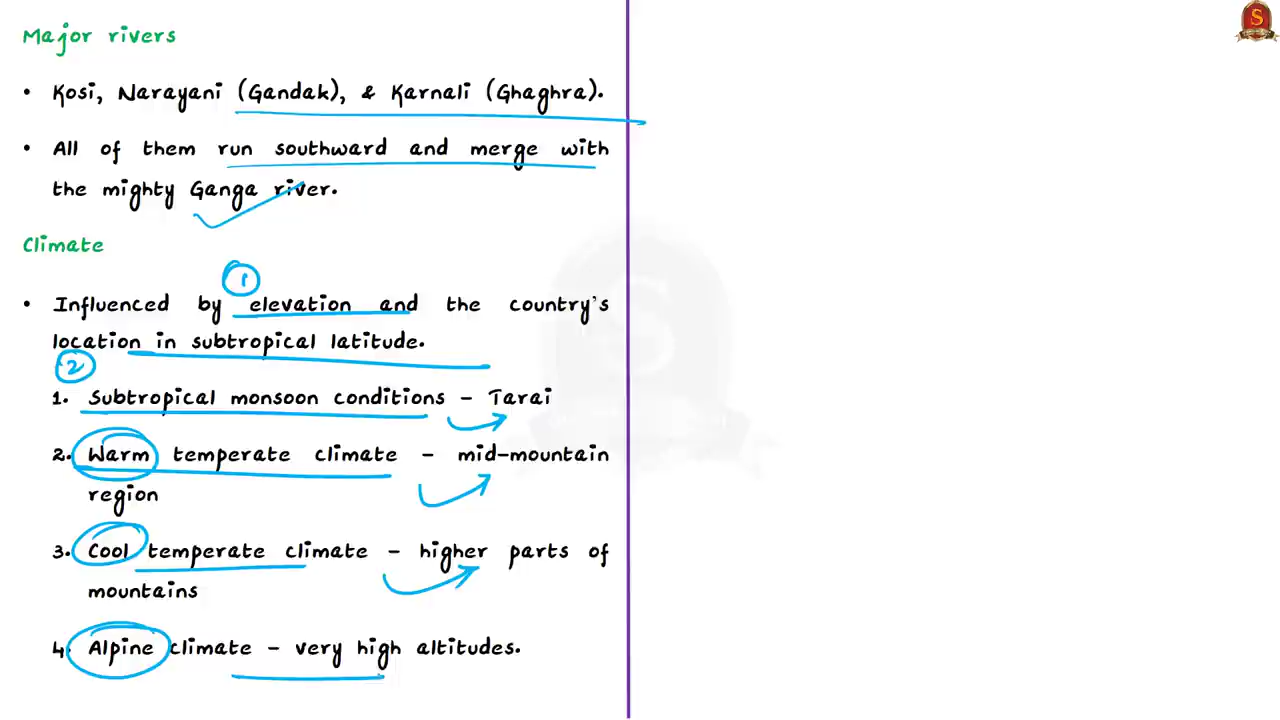 Major rivers
• Kosi, Narayani (Gandak), & Karnali (Ghaghra).
• All of them run southward and merge with
the mighty Ganga river.
Climate
1
• Influenced by elevation and the country's
location in subtropical latitude.
2
1. Subtropical monsoon conditions – Tarai
2. Warm temperate climate – mid-mountain
region
3. Cool temperate climate – higher parts of
mountains
4. Alpine climate – very high altitudes.
S